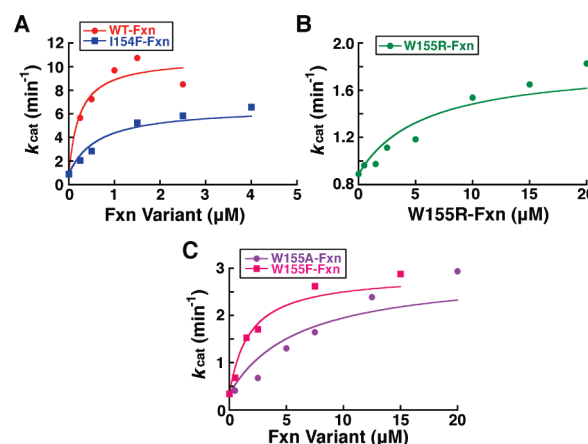 A
WT-Fxn
I154F-Fxn
12
10
8
6
4
2
0
kcat (min-1)
0 1 2 3 4 5
Fxn Variant (µM)
B
W155R-Fxn
2.0
1.6
1.2
0.8
kcat (min-1)
0 5 10 15 20
W155R-Fxn (µM)
C
W155A-Fxn
W155F-Fxn
3
2
1
0
kcat (min-1)
0 5 10 15 20
Fxn Variant (µM)